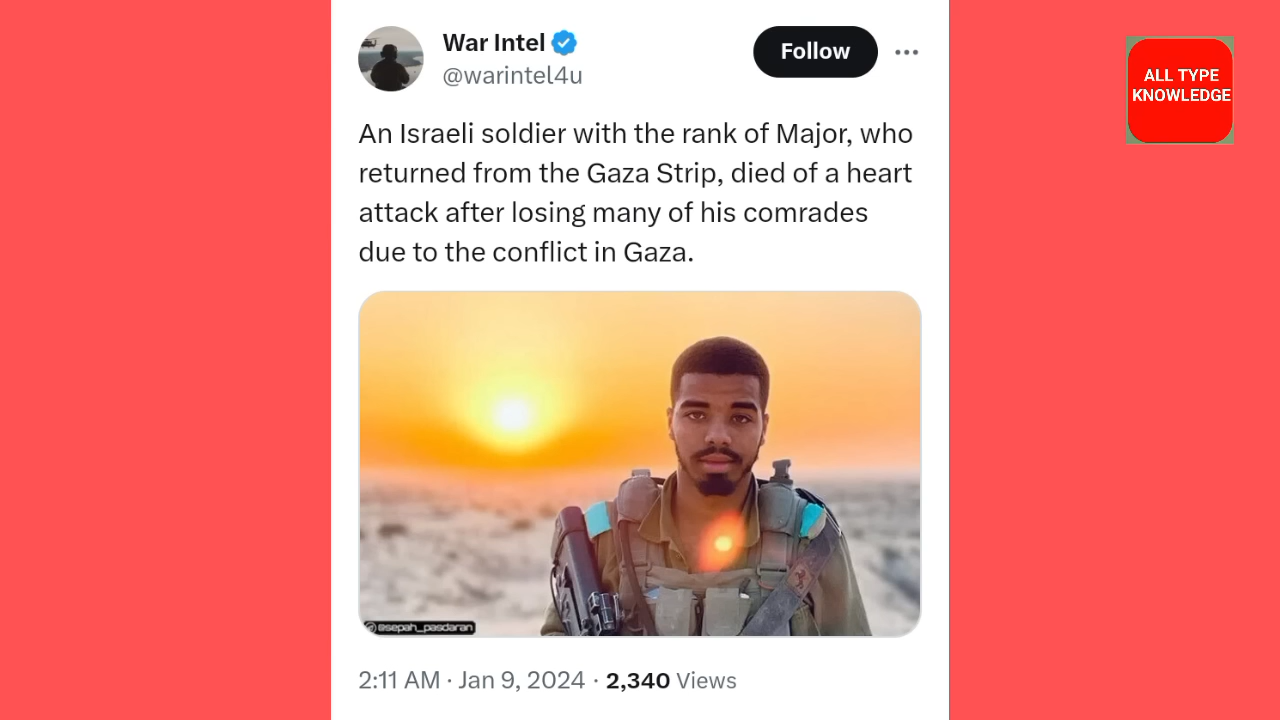 War Intel
@warintel4u
Follow
ALL TYPE
KNOWLEDGE
An Israeli soldier with the rank of Major, who
returned from the Gaza Strip, died of a heart
attack after losing many of his comrades
due to the conflict in Gaza.
@sepah_pasdaran
2:11 AM · Jan 9, 2024 · 2,340 Views